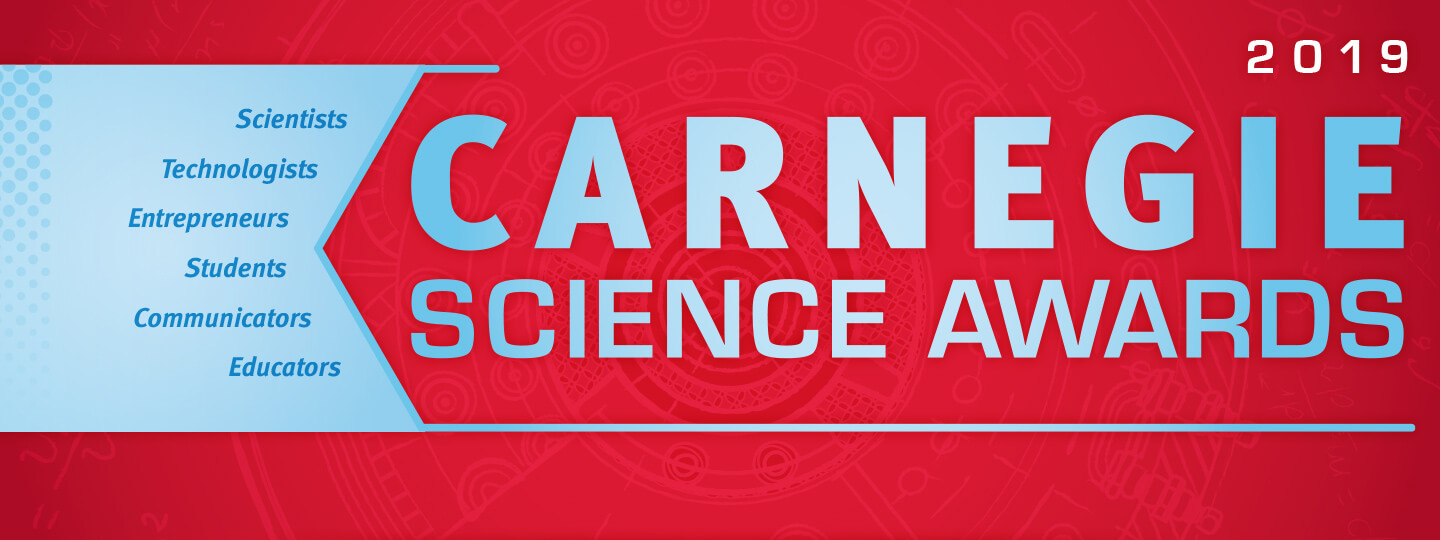 Scientists
Technologists
Entrepreneurs
Students
Communicators
Educators
2019
CARNEGIE
SCIENCE AWARDS